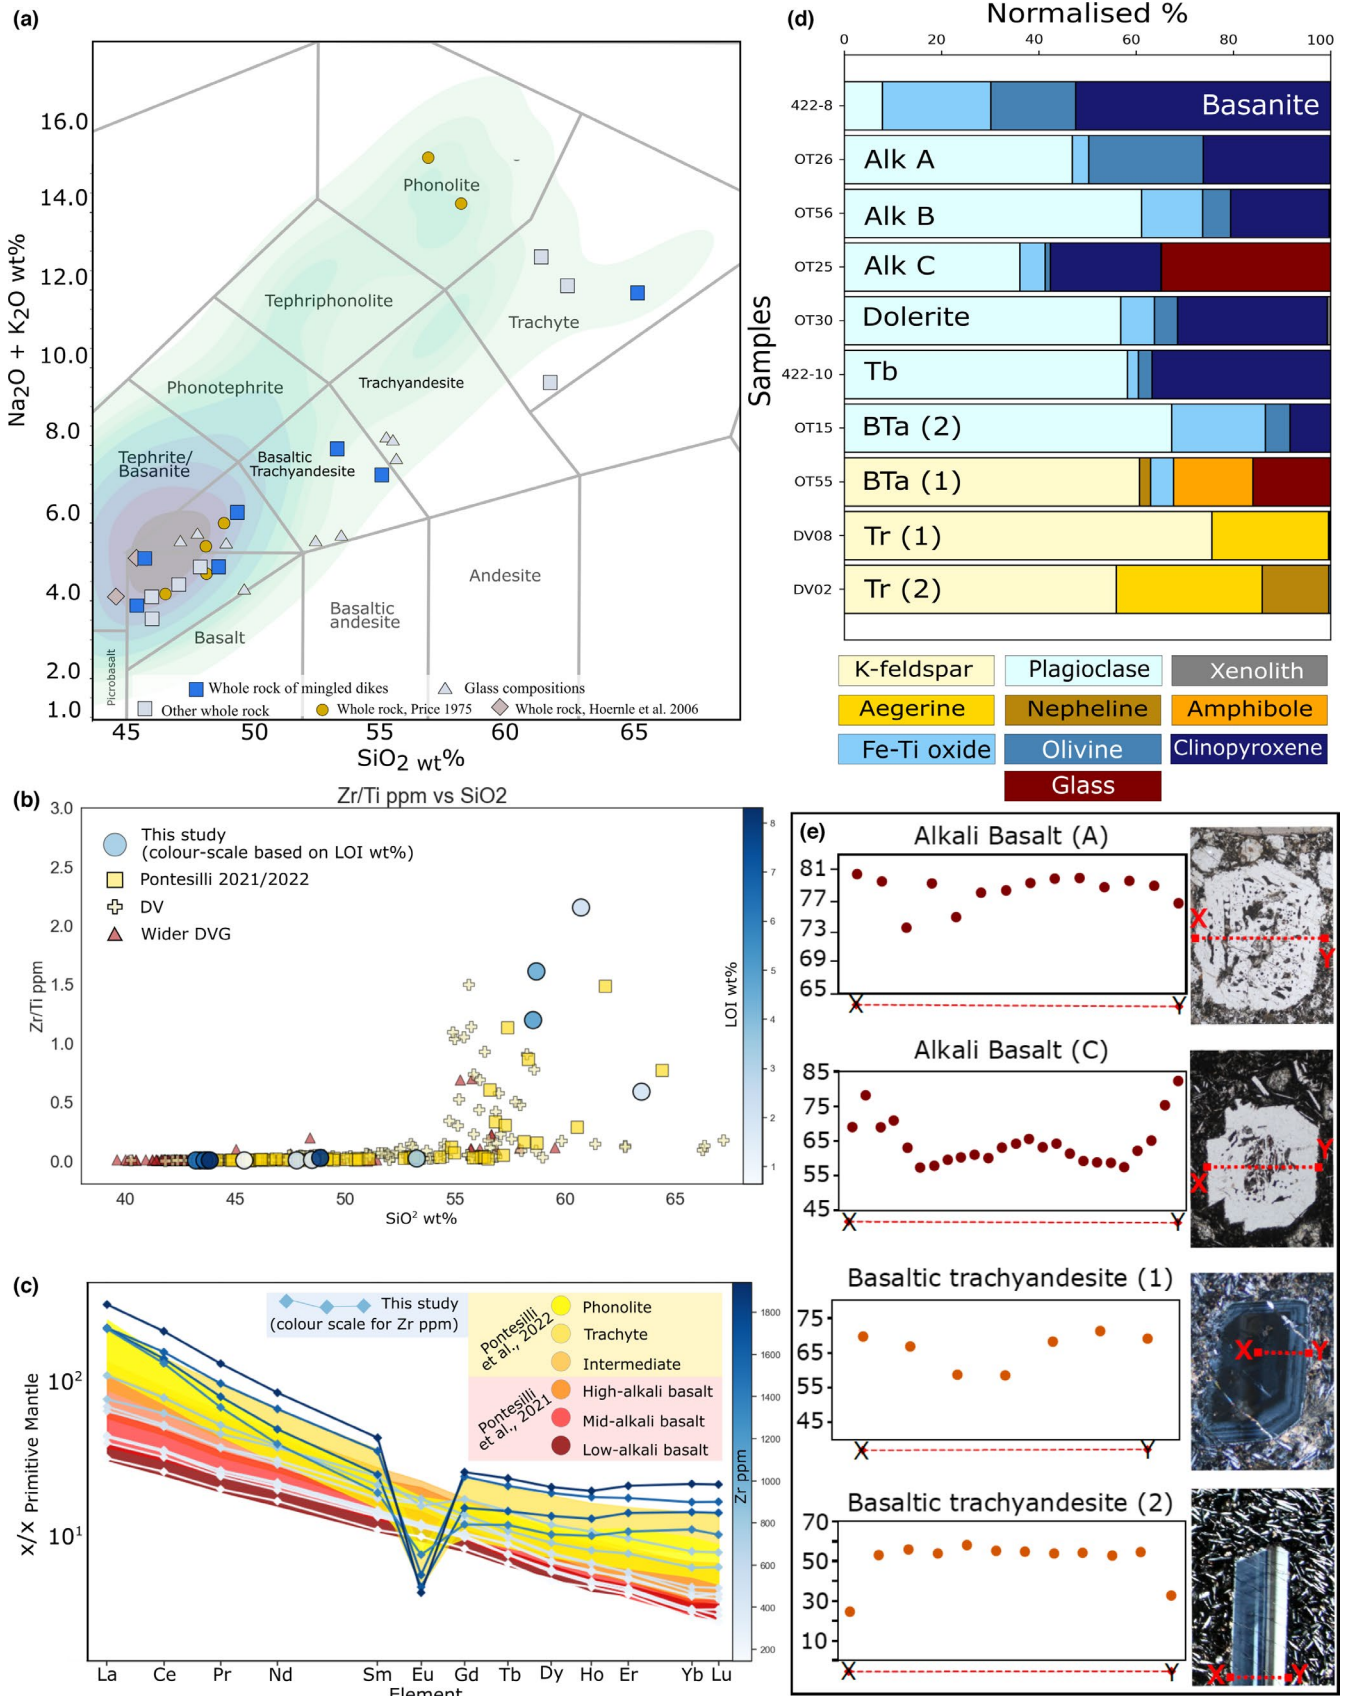 (a)
Na2O + K2O wt%
16.0
14.0
12.0
10.0
8.0
6.0
4.0
2.0
1.0
Phonolite
Tephriphonolite
Trachyte
Phonotephrite
Trachyandesite
Tephrite/
Basanite
Basaltic
Trachyandesite
Andesite
Basaltic
andesite
Basalt
Picrobasalt
Whole rock of mingled dikes
Glass compositions
Other whole rock
Whole rock, Price 1975
Whole rock, Hoernle et al. 2006
45 50 55 60 65
SiO2 wt%
(b)
Zr/Ti ppm vs SiO2
Zr/Ti ppm
3.0
2.5
2.0
1.5
1.0
0.5
0.0
This study
(colour-scale based on LOI wt%)
Pontesilli 2021/2022
DV
Wider DVG
40 45 50 55 60 65
SiO2 wt%
LOI wt%
8
7
6
5
4
3
2
1
(c)
X/X Primitive Mantle
10^2
10^1
This study
(colour scale for Zr ppm)
Pontesilli
et al., 2022
Phonolite
Trachyte
Intermediate
Pontesilli
et al., 2021
High-alkali basalt
Mid-alkali basalt
Low-alkali basalt
La Ce Pr Nd Sm Eu Gd Tb Dy Ho Er Yb Lu
Element
Zr ppm
1800
1600
1400
1200
1000
800
600
400
200
(d)
Normalised %
0 20 40 60 80 100
Samples
422-8 Basanite
OT26 Alk A
OT56 Alk B
OT25 Alk C
OT30 Dolerite
422-10 Tb
OT15 BTa (2)
OT55 BTa (1)
DV08 Tr (1)
DV02 Tr (2)
K-feldspar Plagioclase Xenolith
Aegerine Nepheline Amphibole
Fe-Ti oxide Olivine Clinopyroxene
Glass
(e)
Alkali Basalt (A)
81
77
73
69
65
X Y
X
Y
Alkali Basalt (C)
85
75
65
55
45
X Y
Y
X
Basaltic trachyandesite (1)
75
65
55
45
X Y
X Y
Basaltic trachyandesite (2)
70
50
30
10
X Y
X Y